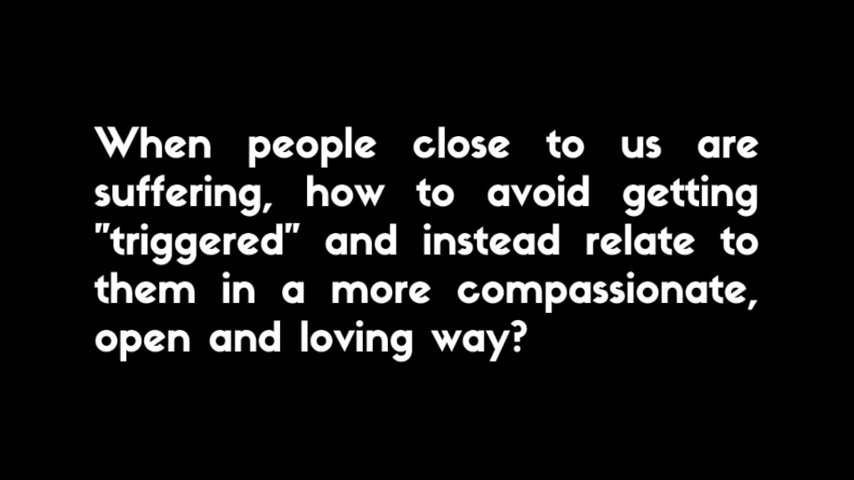 When people close to us are
suffering, how to avoid getting
"triggered" and instead relate to
them in a more compassionate,
open and loving way?